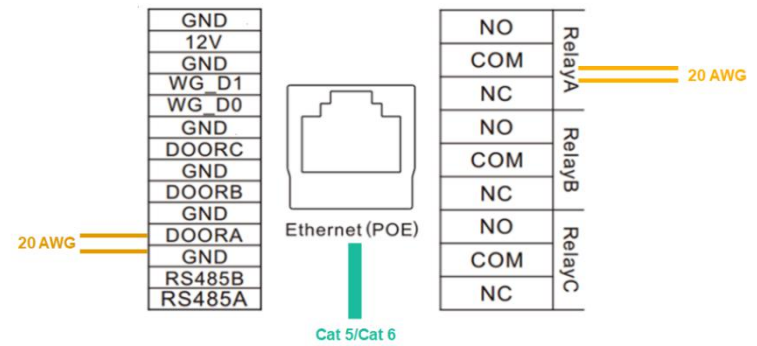 GND
12V
GND
WG_D1
WG_D0
GND
DOORC
GND
DOORB
GND
DOORA
GND
RS485B
RS485A
20 AWG
Ethernet(POE)
Cat 5/Cat 6
NO
COM
NC
RelayA
NO
COM
NC
RelayB
NO
COM
NC
RelayC
20 AWG